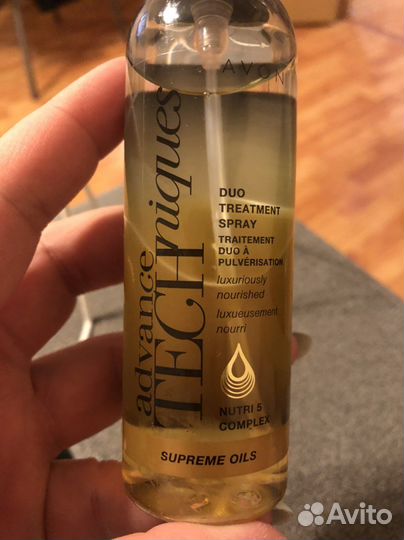 AVON
advance
TECHniques
DUO
TREATMENT
SPRAY
TRAITEMENT
DUO À
PULVÉRISATION
luxuriously
nourished
luxueusement
nourri
NUTRI 5
COMPLEX
SUPREME OILS
Avito